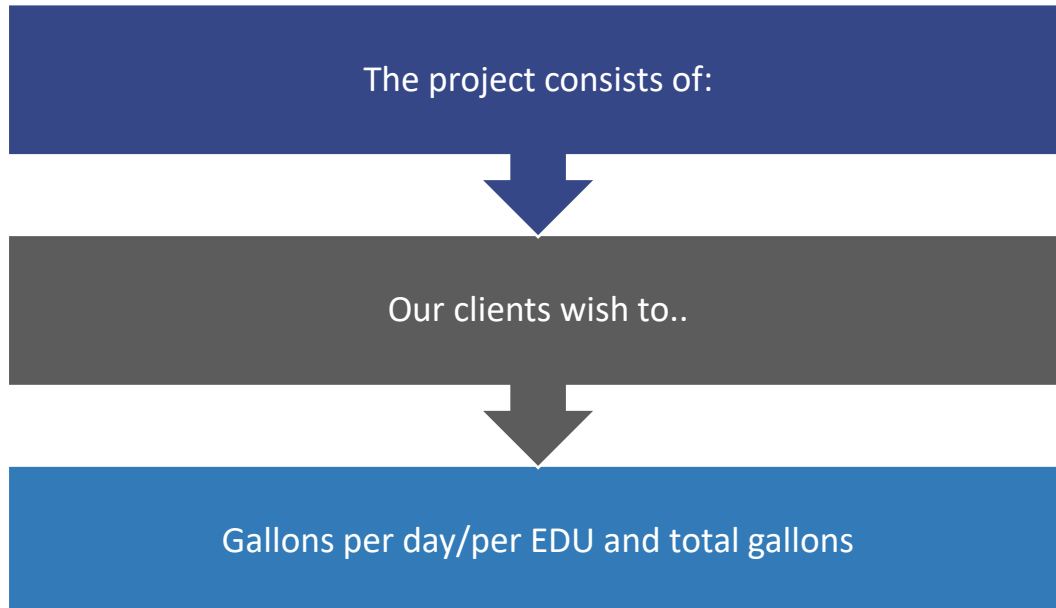 The project consists of:
Our clients wish to..
Gallons per day/per EDU and total gallons